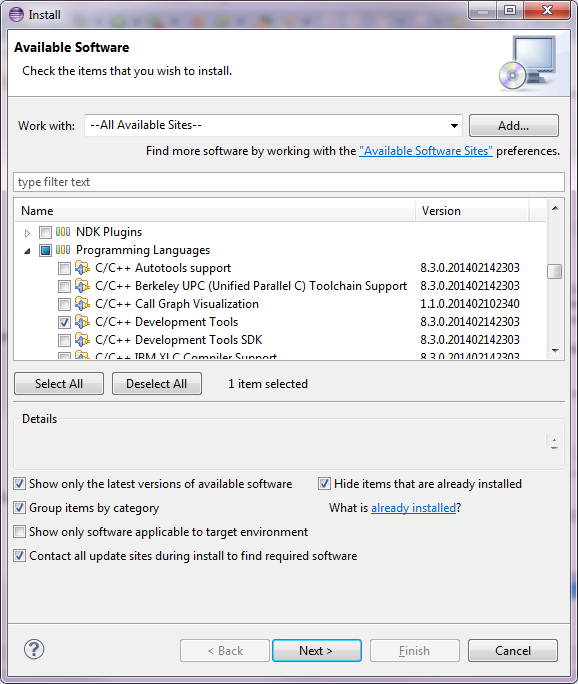 Install
Available Software
Check the items that you wish to install.
Work with: --All Available Sites-- Add...
Find more software by working with the "Available Software Sites" preferences.
type filter text
Name Version
NDK Plugins
Programming Languages
C/C++ Autotools support 8.3.0.201402142303
C/C++ Berkeley UPC (Unified Parallel C) Toolchain Support 8.3.0.201402142303
C/C++ Call Graph Visualization 1.1.0.201402102340
C/C++ Development Tools 8.3.0.201402142303
C/C++ Development Tools SDK 8.3.0.201402142303
C/C++ IBM XLC Compiler Support 8.3.0.201402142303
Select All Deselect All 1 item selected
Details
Show only the latest versions of available software Hide items that are already installed
Group items by category What is already installed?
Show only software applicable to target environment
Contact all update sites during install to find required software
? < Back Next > Finish Cancel